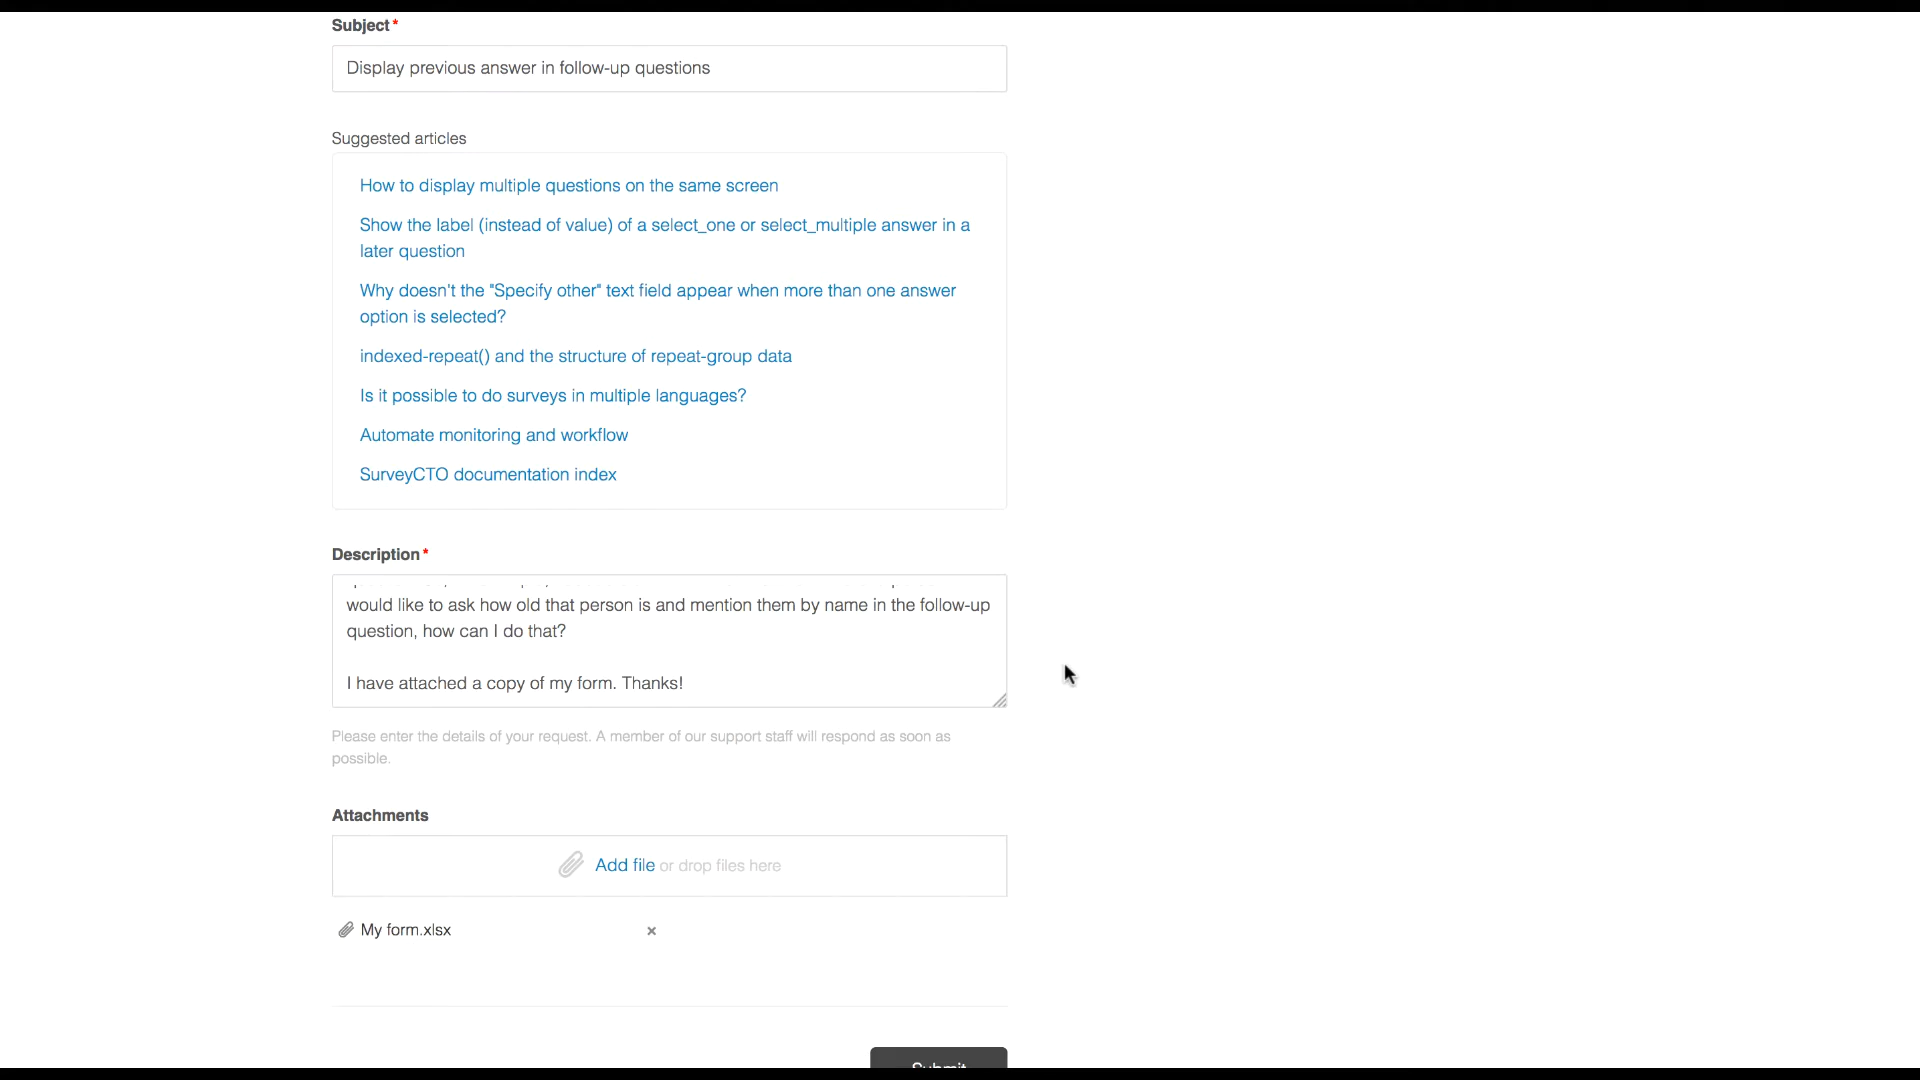 Subject*
Display previous answer in follow-up questions
Suggested articles
How to display multiple questions on the same screen
Show the label (instead of value) of a select_one or select_multiple answer in a
later question
Why doesn't the "Specify other" text field appear when more than one answer
option is selected?
indexed-repeat() and the structure of repeat-group data
Is it possible to do surveys in multiple languages?
Automate monitoring and workflow
SurveyCTO documentation index
Description*
would like to ask how old that person is and mention them by name in the follow-up
question, how can I do that?
I have attached a copy of my form. Thanks!
Please enter the details of your request. A member of our support staff will respond as soon as
possible.
Attachments
Add file or drop files here
My form.xlsx ×
Submit